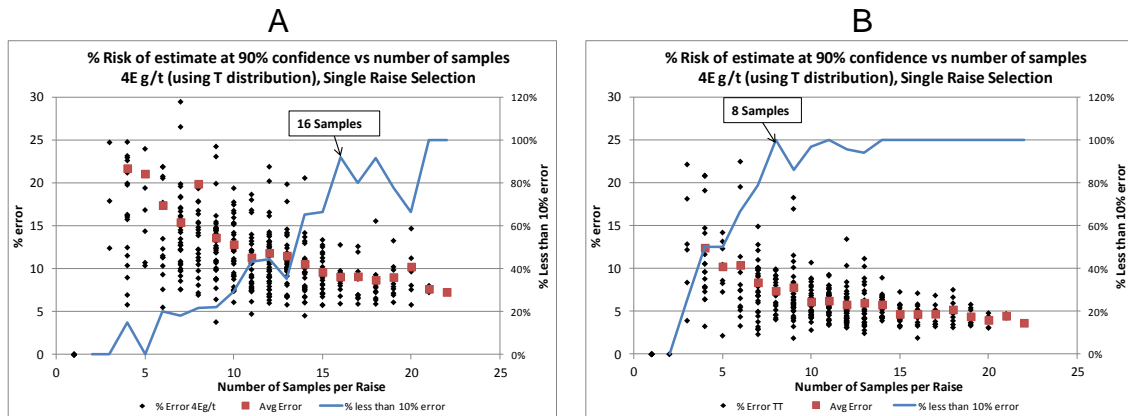 A
% Risk of estimate at 90% confidence vs number of samples
4E g/t (using T distribution), Single Raise Selection
30
25
20
15
10
5
0
% error
120%
100%
80%
60%
40%
20%
0%
% Less than 10% error
16 Samples
0 5 10 15 20 25
Number of Samples per Raise
% Error 4Eg/t Avg Error % less than 10% error
B
% Risk of estimate at 90% confidence vs number of samples
4E g/t (using T distribution), Single Raise Selection
30
25
20
15
10
5
0
% error
120%
100%
80%
60%
40%
20%
0%
% Less than 10% error
8 Samples
0 5 10 15 20 25
Number of Samples per Raise
% Error TT Avg Error % less than 10% error